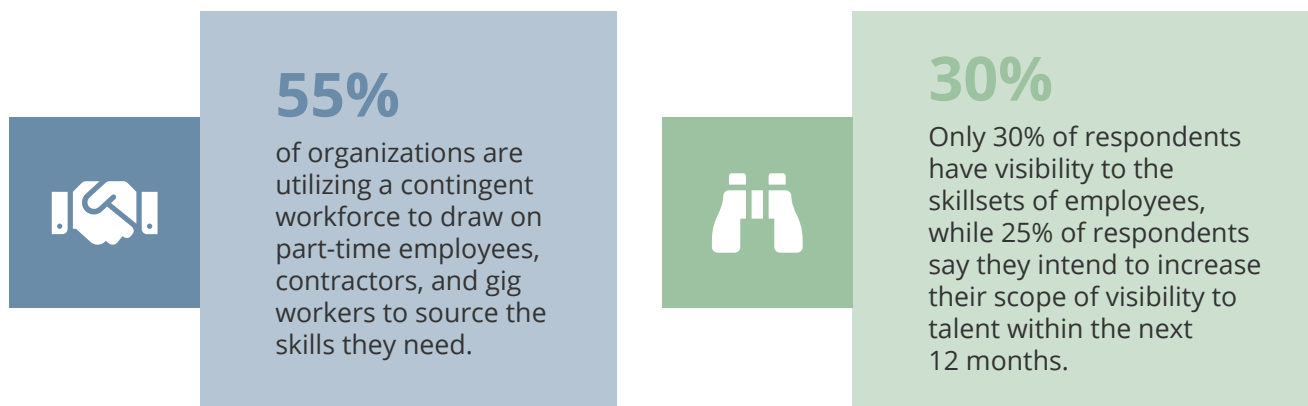 55%
of organizations are
utilizing a contingent
workforce to draw on
part-time employees,
contractors, and gig
workers to source the
skills they need.
30%
Only 30% of respondents
have visibility to the
skillsets of employees,
while 25% of respondents
say they intend to increase
their scope of visibility to
talent within the next
12 months.